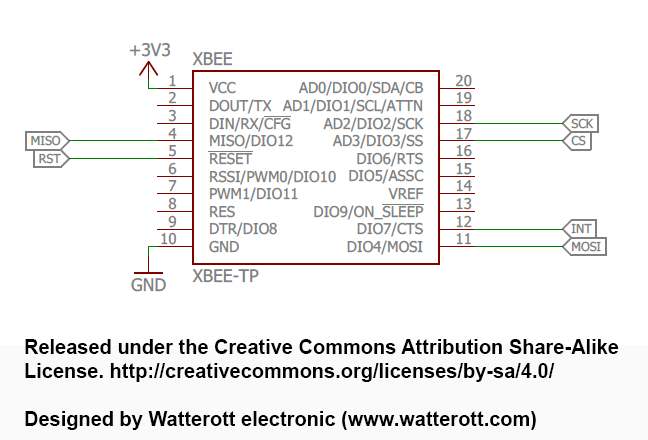 +3V3
XBEE
1 VCC AD0/DIO0/SDA/CB 20
2 DOUT/TX AD1/DIO1/SCL/ATTN 19
3 DIN/RX/CFG AD2/DIO2/SCK 18 SCK
MISO 4 MISO/DIO12 AD3/DIO3/SS 17 CS
RST 5 RESET DIO6/RTS 16
6 RSSI/PWM0/DIO10 DIO5/ASSC 15
7 PWM1/DIO11 VREF 14
8 RES DIO9/ON_SLEEP 13
9 DTR/DIO8 DIO7/CTS 12 INT
10 GND DIO4/MOSI 11 MOSI
XBEE-TP
GND
Released under the Creative Commons Attribution Share-Alike
License. http://creativecommons.org/licenses/by-sa/4.0/
Designed by Watterott electronic (www.watterott.com)